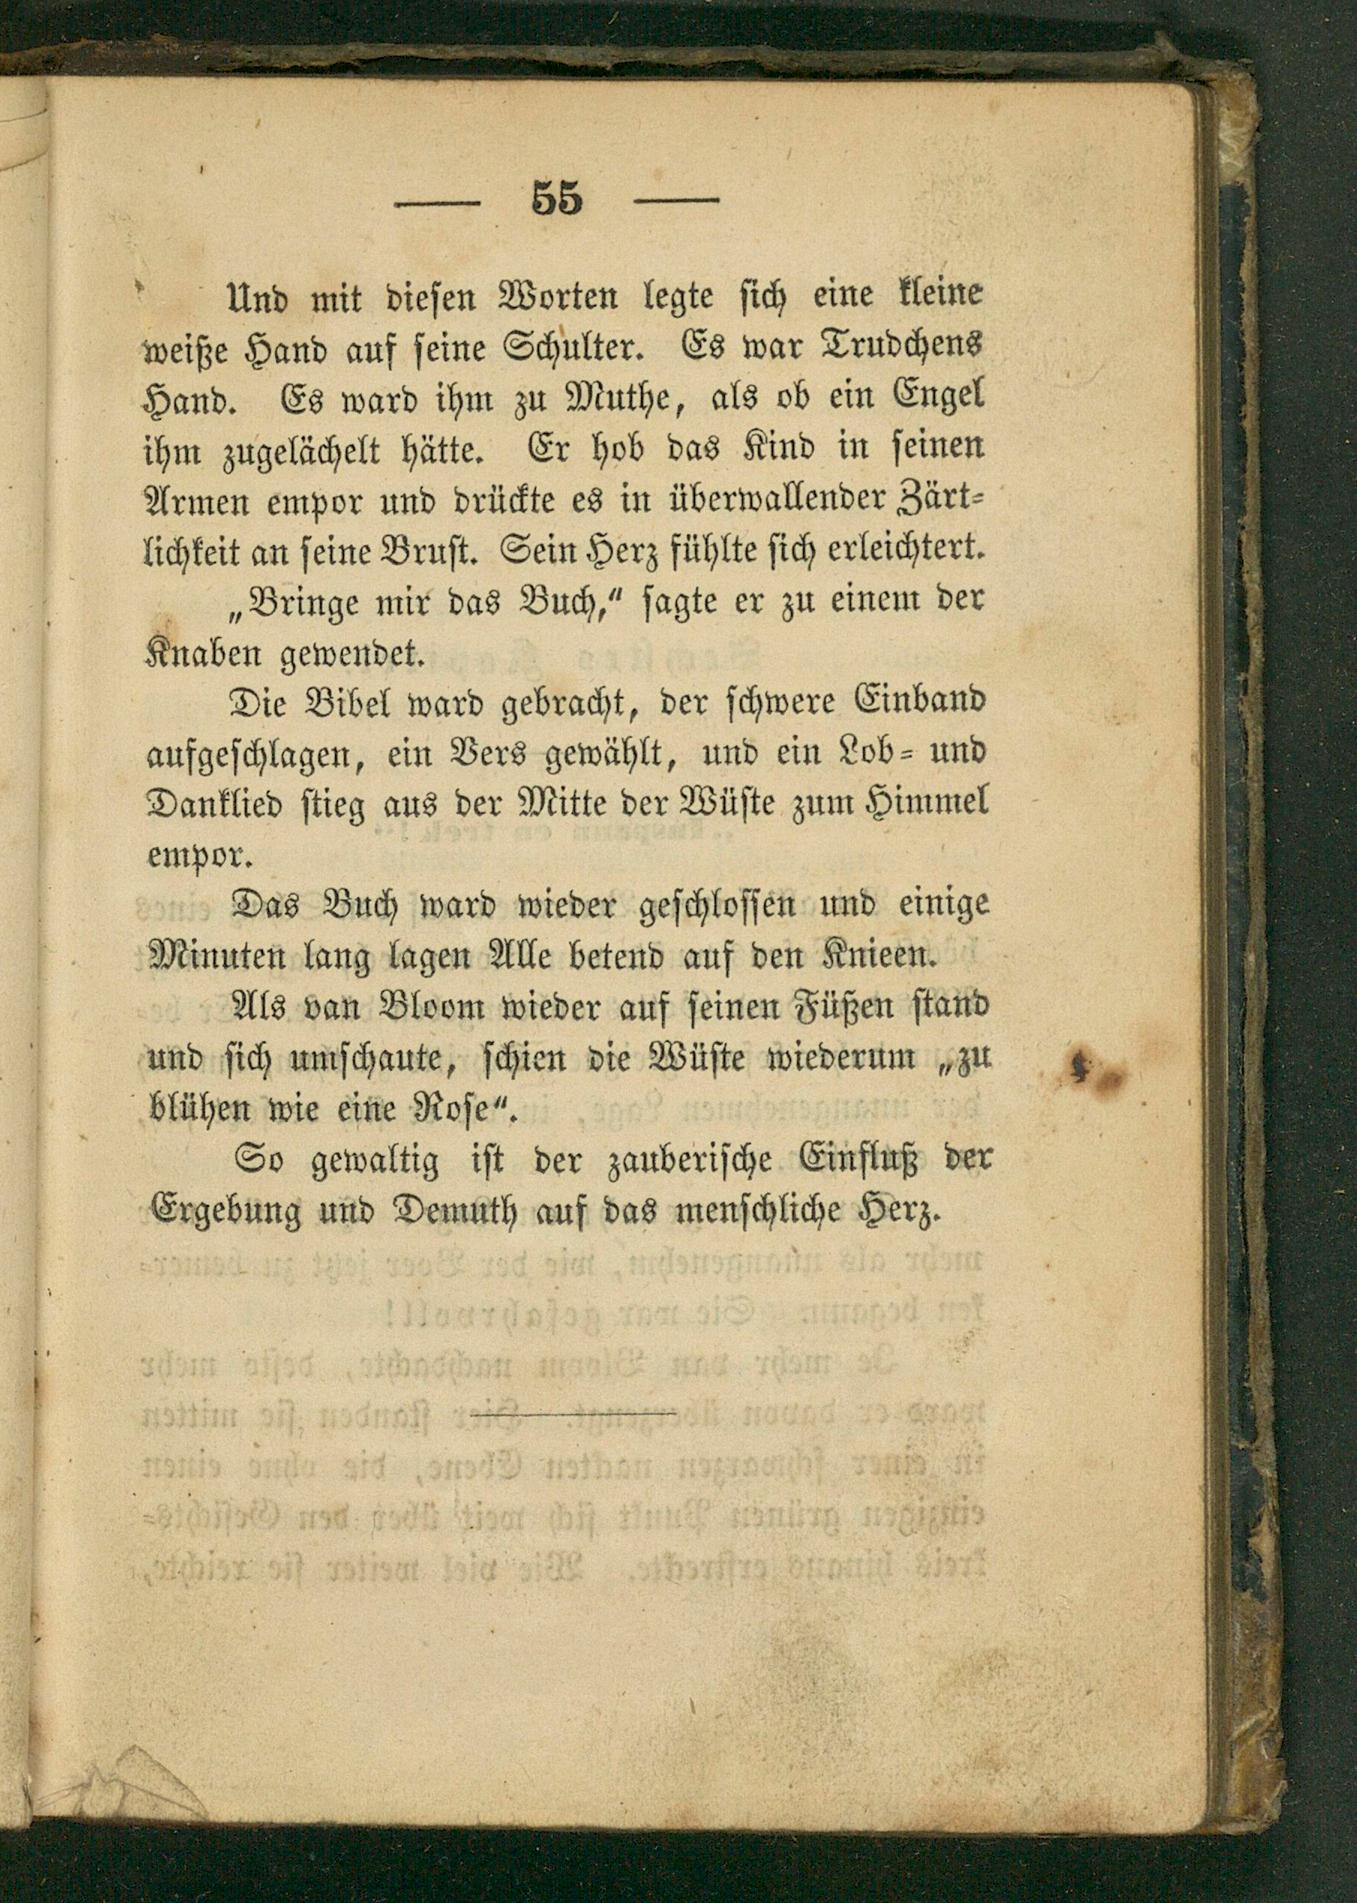 — 55 —
Und mit diesen Worten legte sich eine kleine
weiße Hand auf seine Schulter. Es war Trudchens
Hand. Es ward ihm zu Muthe, als ob ein Engel
ihm zugelächelt hätte. Er hob das Kind in seinen
Armen empor und drückte es in überwallender Zärt-
lichkeit an seine Brust. Sein Herz fühlte sich erleichtert.
„Bringe mir das Buch,“ sagte er zu einem der
Knaben gewendet.
Die Bibel ward gebracht, der schwere Einband
aufgeschlagen, ein Vers gewählt, und ein Lob- und
Danklied stieg aus der Mitte der Wüste zum Himmel
empor.
Das Buch ward wieder geschlossen und einige
Minuten lang lagen Alle betend auf den Knieen.
Als van Bloom wieder auf seinen Füßen stand
und sich umschaute, schien die Wüste wiederum „zu
blühen wie eine Rose“.
So gewaltig ist der zauberische Einfluß der
Ergebung und Demuth auf das menschliche Herz.